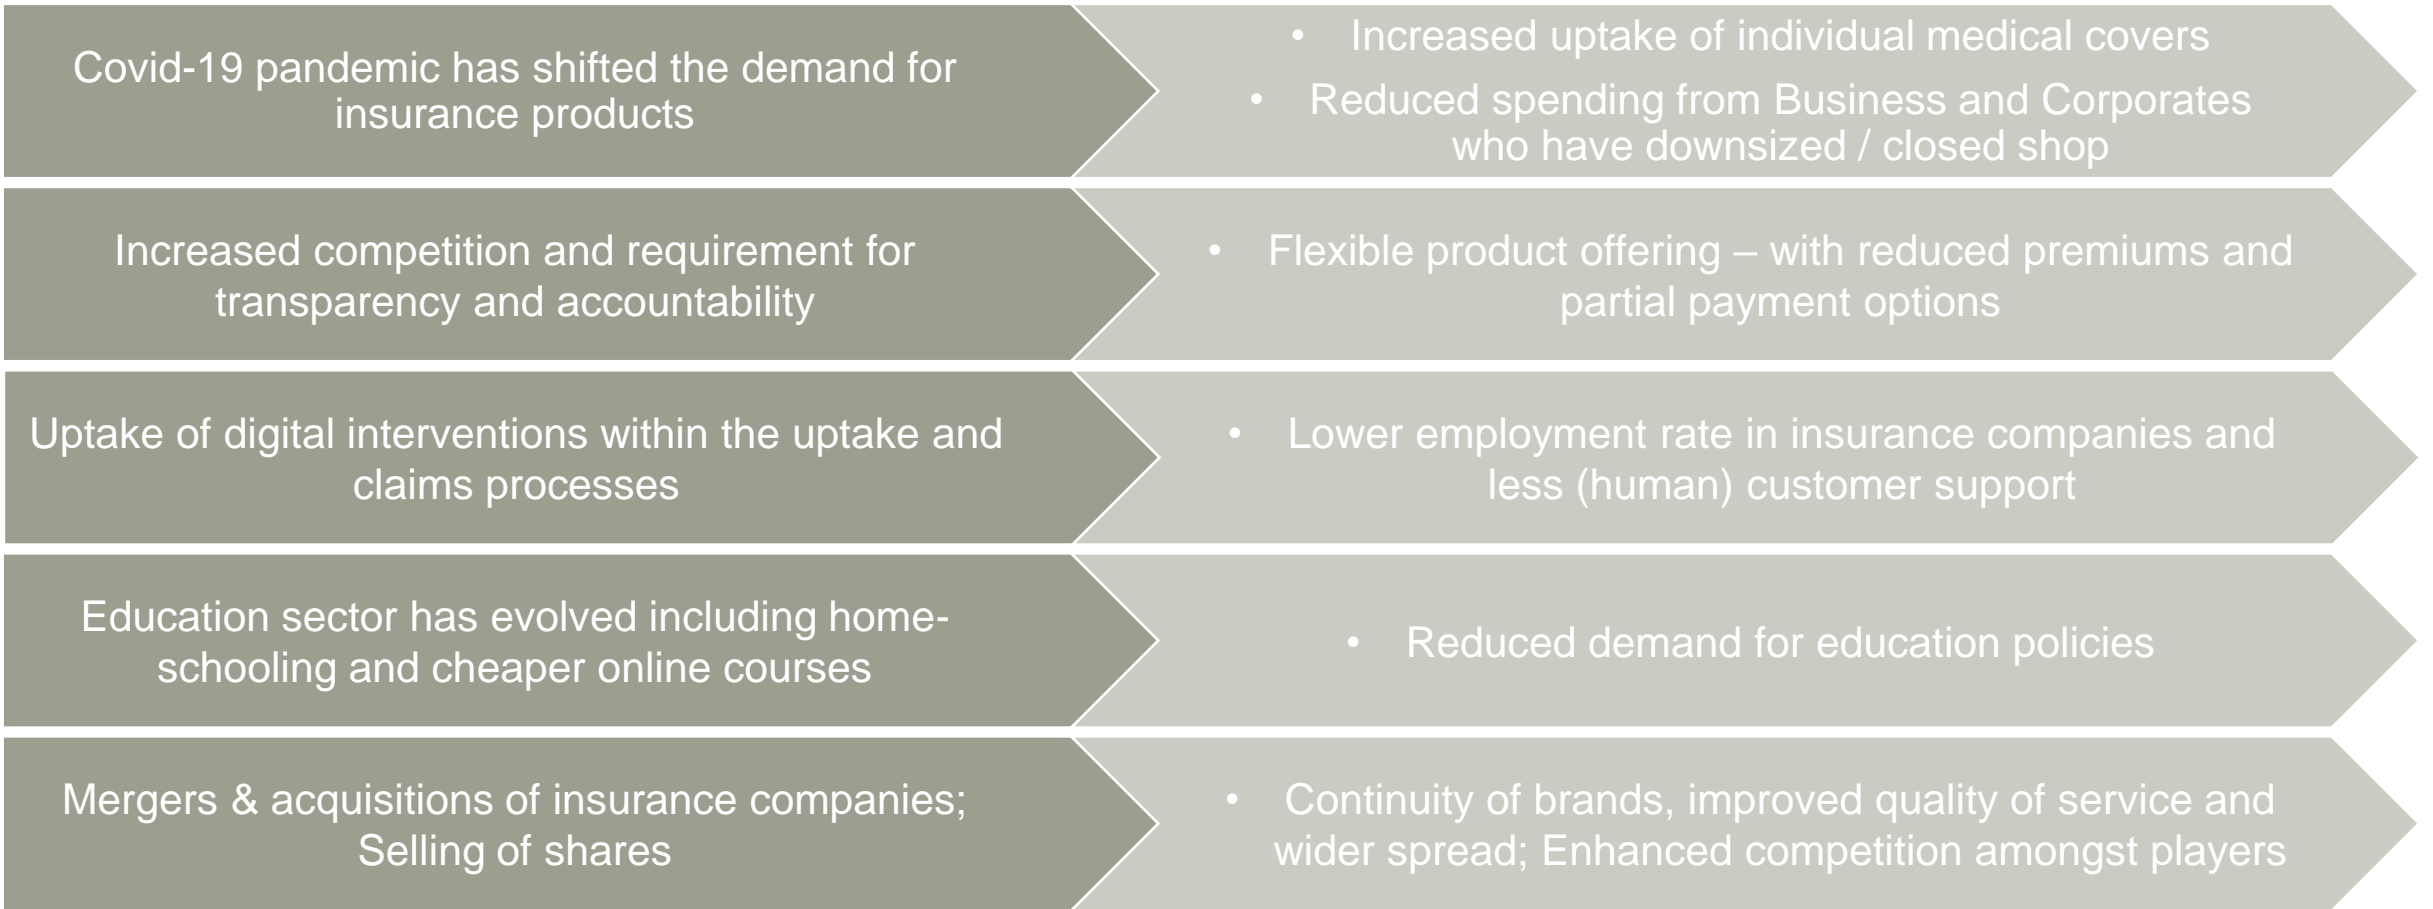 Covid-19 pandemic has shifted the demand for
insurance products
• Increased uptake of individual medical covers
• Reduced spending from Business and Corporates
who have downsized / closed shop
Increased competition and requirement for
transparency and accountability
• Flexible product offering – with reduced premiums and
partial payment options
Uptake of digital interventions within the uptake and
claims processes
• Lower employment rate in insurance companies and
less (human) customer support
Education sector has evolved including home-
schooling and cheaper online courses
• Reduced demand for education policies
Mergers & acquisitions of insurance companies;
Selling of shares
• Continuity of brands, improved quality of service and
wider spread; Enhanced competition amongst players